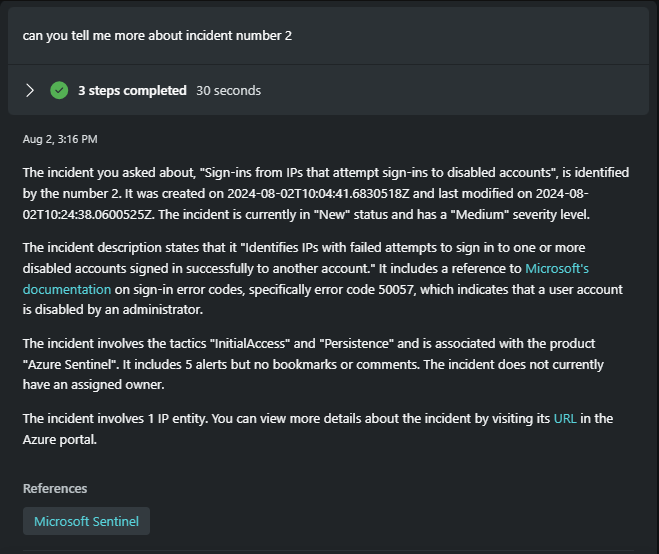 can you tell me more about incident number 2
3 steps completed 30 seconds
Aug 2, 3:16 PM
The incident you asked about, "Sign-ins from IPs that attempt sign-ins to disabled accounts", is identified
by the number 2. It was created on 2024-08-02T10:04:41.6830518Z and last modified on 2024-08-
02T10:24:38.0600525Z. The incident is currently in "New" status and has a "Medium" severity level.
The incident description states that it "Identifies IPs with failed attempts to sign in to one or more
disabled accounts signed in successfully to another account." It includes a reference to Microsoft's
documentation on sign-in error codes, specifically error code 50057, which indicates that a user account
is disabled by an administrator.
The incident involves the tactics "InitialAccess" and "Persistence" and is associated with the product
"Azure Sentinel". It includes 5 alerts but no bookmarks or comments. The incident does not currently
have an assigned owner.
The incident involves 1 IP entity. You can view more details about the incident by visiting its URL in the
Azure portal.
References
Microsoft Sentinel